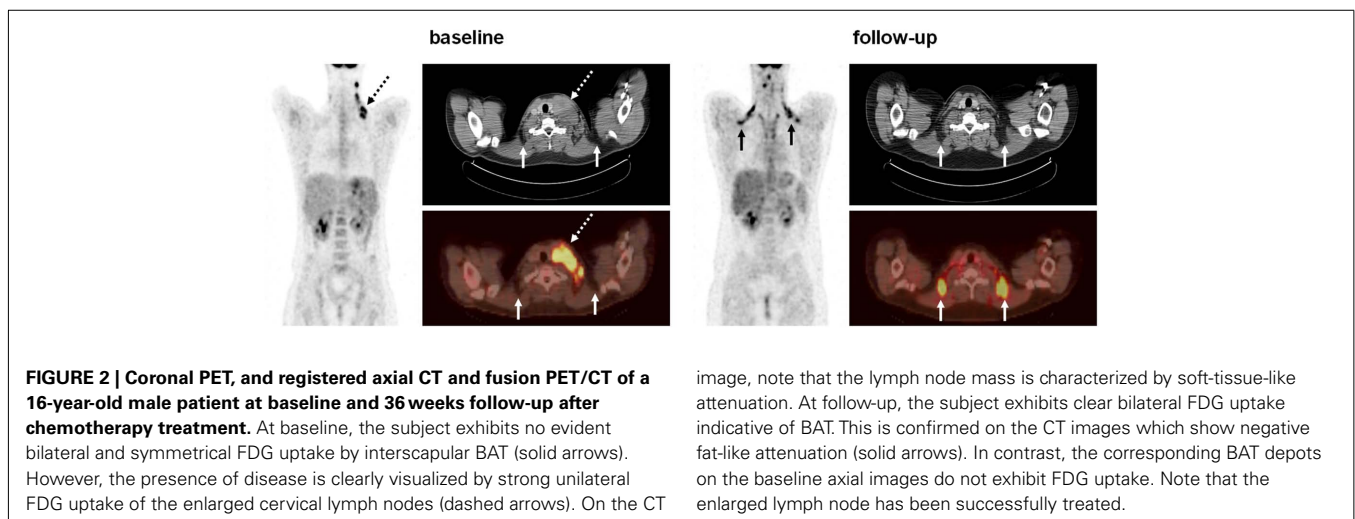 baseline
follow-up
FIGURE 2 | Coronal PET, and registered axial CT and fusion PET/CT of a
16-year-old male patient at baseline and 36 weeks follow-up after
chemotherapy treatment. At baseline, the subject exhibits no evident
bilateral and symmetrical FDG uptake by interscapular BAT (solid arrows).
However, the presence of disease is clearly visualized by strong unilateral
FDG uptake of the enlarged cervical lymph nodes (dashed arrows). On the CT
image, note that the lymph node mass is characterized by soft-tissue-like
attenuation. At follow-up, the subject exhibits clear bilateral FDG uptake
indicative of BAT. This is confirmed on the CT images which show negative
fat-like attenuation (solid arrows). In contrast, the corresponding BAT depots
on the baseline axial images do not exhibit FDG uptake. Note that the
enlarged lymph node has been successfully treated.